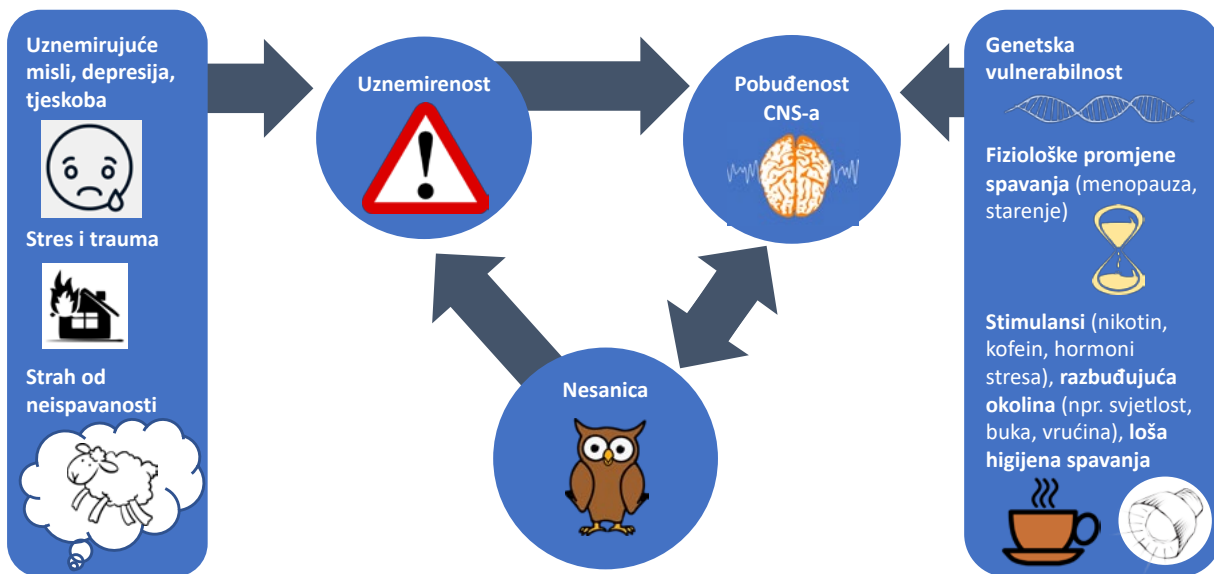 Uznemirujuće
misli, depresija,
tjeskoba
Stres i trauma
Strah od
neispavanosti
Uznemirenost
Pobuđenost
CNS-a
Nesanica
Genetska
vulnerabilnost
Fiziološke promjene
spavanja (menopauza,
starenje)
Stimulansi (nikotin,
kofein, hormoni
stresa), razbuđujuća
okolina (npr. svjetlost,
buka, vrućina), loša
higijena spavanja